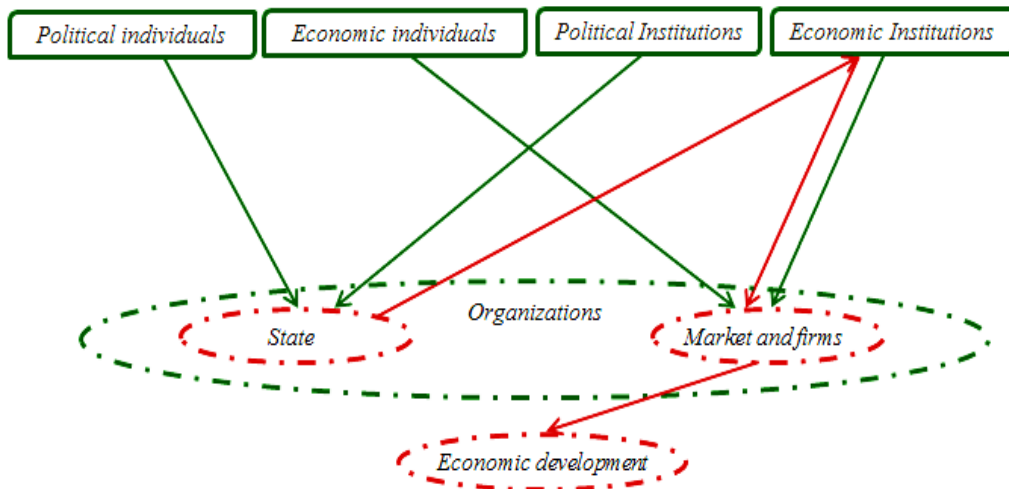 Political individuals
Economic individuals
Political Institutions
Economic Institutions
Organizations
State
Market and firms
Economic development